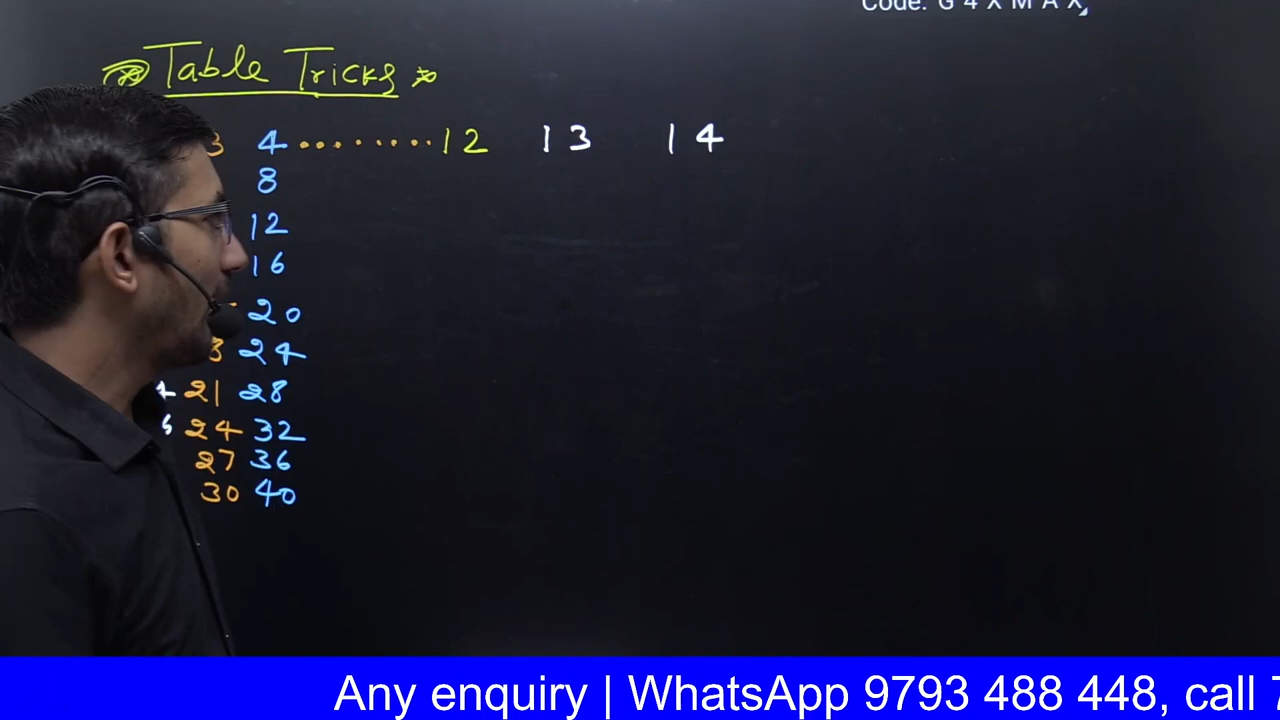 Code: G 4 X M A X
Table Tricks
3 4 ........ 12 13 14
8
12
16
20
3 24
21 28
24 32
27 36
30 40
Any enquiry | WhatsApp 9793 488 448, call 7